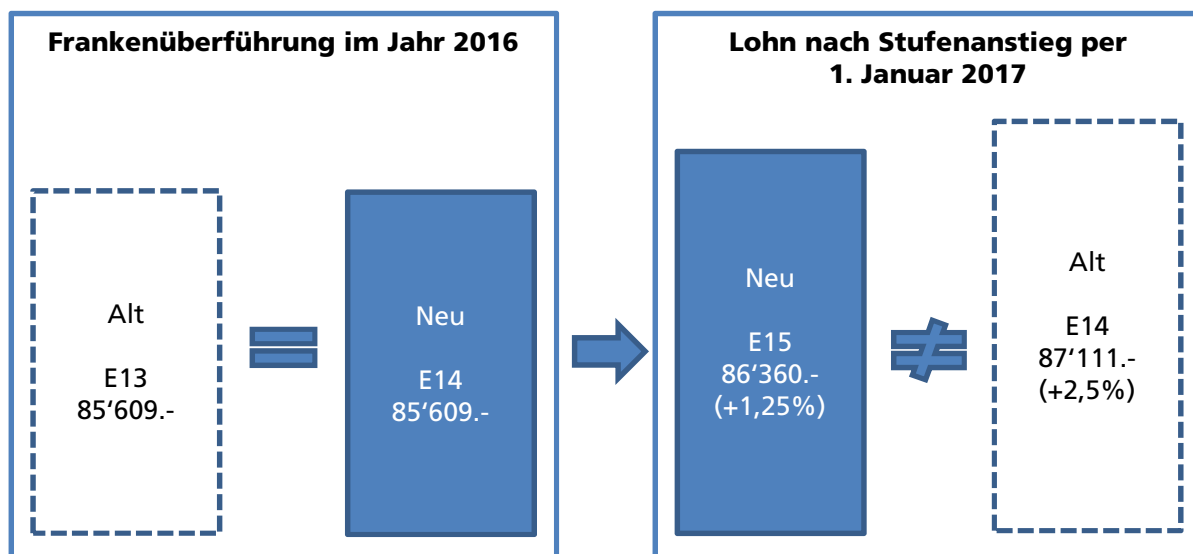 Frankenüberführung im Jahr 2016
Alt
E13
85‘609.-
=
Neu
E14
85‘609.-
Lohn nach Stufenanstieg per
1. Januar 2017
Neu
E15
86‘360.-
(+1,25%)
≠
Alt
E14
87‘111.-
(+2,5%)